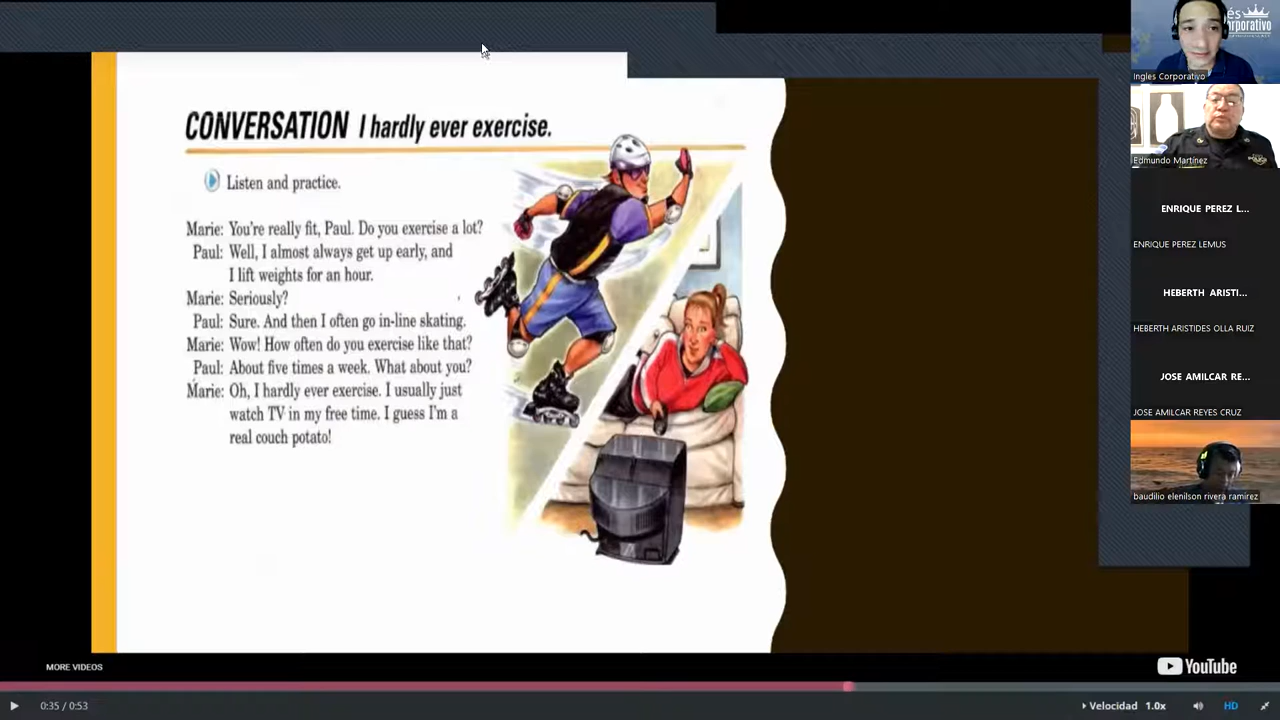 CONVERSATION I hardly ever exercise.
Listen and practice.
Marie: You're really fit, Paul. Do you exercise a lot?
Paul: Well, I almost always get up early, and
I lift weights for an hour.
Marie: Seriously?
Paul: Sure. And then I often go in-line skating.
Marie: Wow! How often do you exercise like that?
Paul: About five times a week. What about you?
Marie: Oh, I hardly ever exercise. I usually just
watch TV in my free time. I guess I'm a
real couch potato!
Ingles Corporativo
Edmundo Martínez
ENRIQUE PEREZ L...
ENRIQUE PEREZ LEMUS
HEBERTH ARISTI...
HEBERTH ARISTIDES OLLA RUIZ
JOSE AMILCAR RE...
JOSE AMILCAR REYES CRUZ
baudilio elenilson rivera ramirez
MORE VIDEOS
YouTube
0:35 / 0:53
Velocidad 1.0x
HD